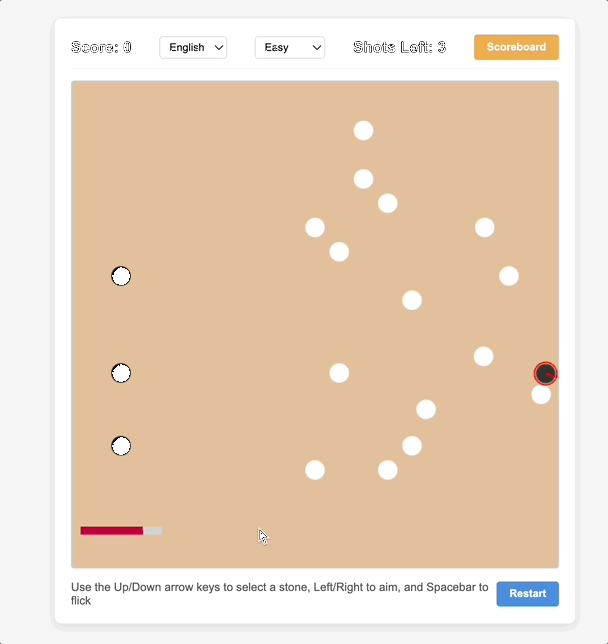 Score: 0 English Easy Shots Left: 3 Scoreboard
Use the Up/Down arrow keys to select a stone, Left/Right to aim, and Spacebar to
flick
Restart